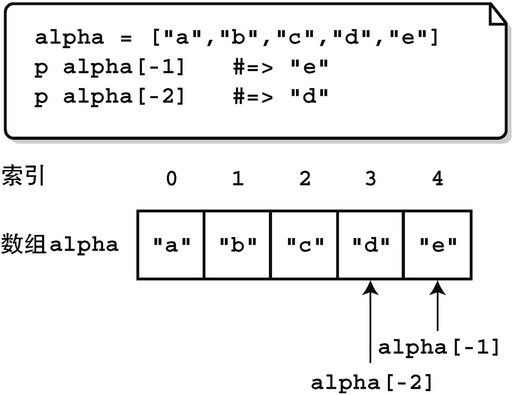 alpha = ["a","b","c","d","e"]
p alpha[-1]   #=> "e"
p alpha[-2]   #=> "d"
索引 0 1 2 3 4
数组alpha "a" "b" "c" "d" "e"
alpha[-1]
alpha[-2]